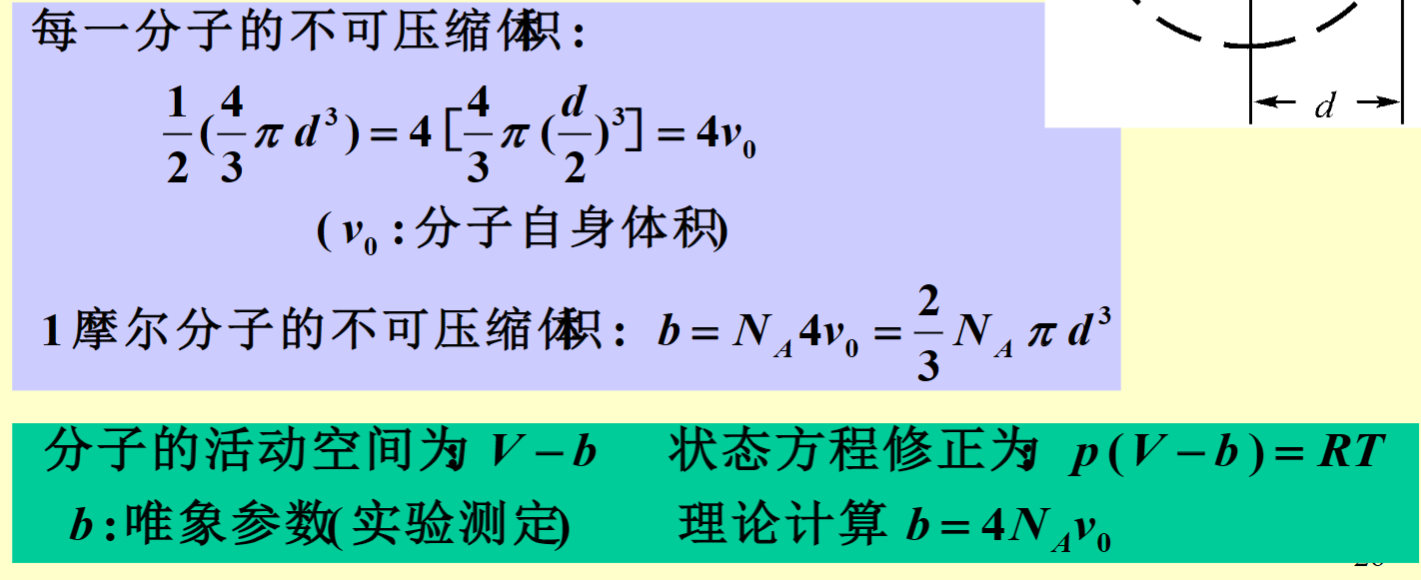 每一分子的不可压缩体积：
d
$\frac{1}{2}(\frac{4}{3}\pi d^3) = 4[\frac{4}{3}\pi(\frac{d}{2})^3] = 4v_0$
( $v_0$ : 分子自身体积)
1摩尔分子的不可压缩体积： $b = N_A 4v_0 = \frac{2}{3} N_A \pi d^3$
分子的活动空间为： $V - b$ 状态方程修正为： $p(V - b) = RT$
b : 唯象参数(实验测定) 理论计算 $b = 4N_A v_0$